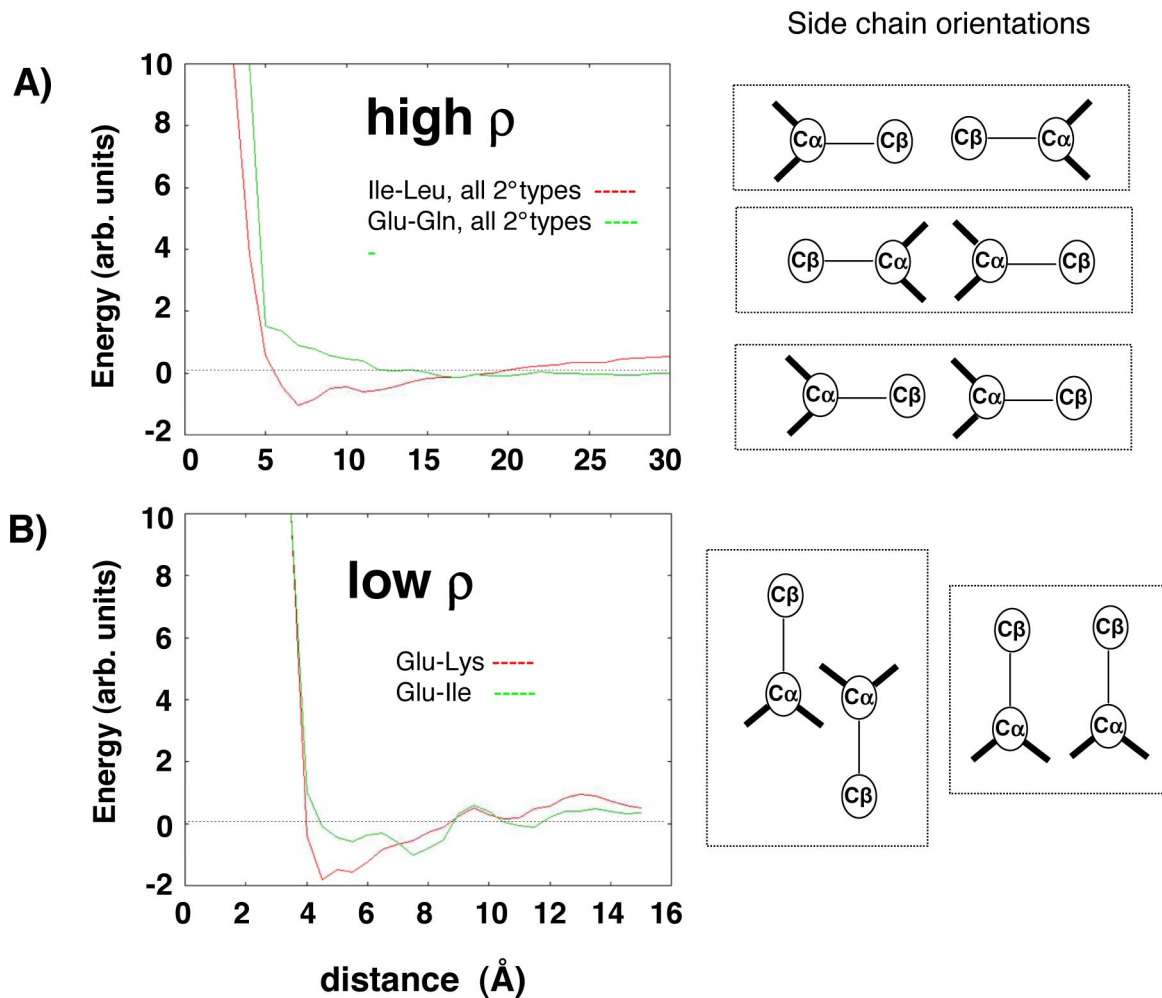 Side chain orientations
A)
Energy (arb. units)
10
8
6
4
2
0
-2
high ρ
Ile-Leu, all 2° types
Glu-Gln, all 2° types
0
5
10
15
20
25
30
Cα Cβ Cβ Cα
Cβ Cα Cα Cβ
Cα Cβ Cα Cβ
B)
Energy (arb. units)
10
8
6
4
2
0
-2
low ρ
Glu-Lys
Glu-Ile
0
2
4
6
8
10
12
14
16
distance (Å)
Cβ
Cα Cα
Cβ
Cβ Cβ
Cα Cα